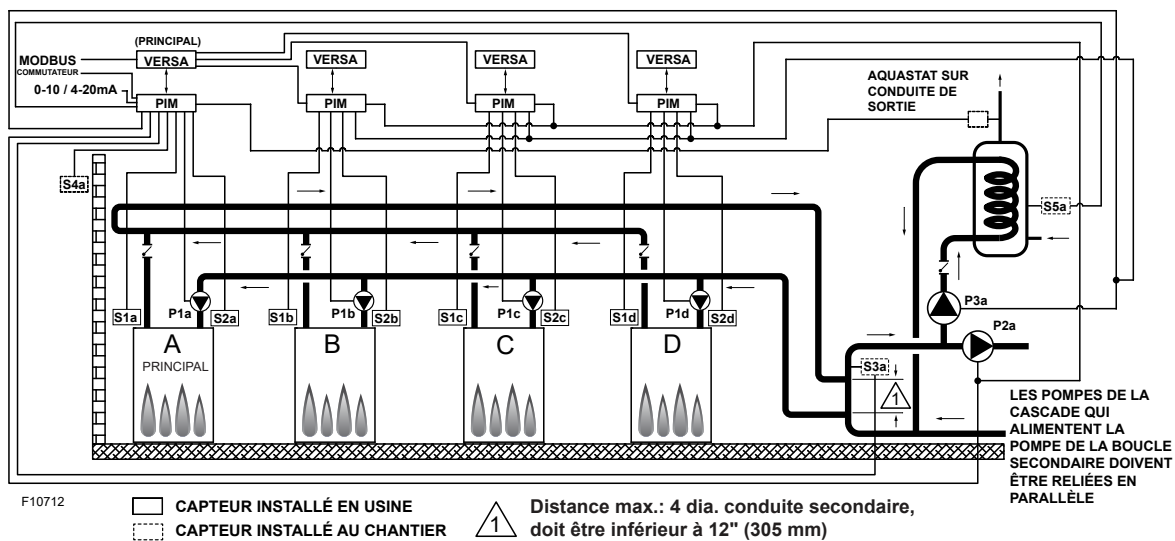 (PRINCIPAL)
MODBUS
VERSA
VERSA
VERSA
VERSA
COMMUTATEUR
0-10 / 4-20mA
PIM
PIM
PIM
PIM
AQUASTAT SUR
CONDUITE DE
SORTIE
S4a
S5a
S1a
P1a
S2a
S1b
P1b
S2b
S1c
P1c
S2c
S1d
P1d
S2d
P3a
P2a
A
PRINCIPAL
B
C
D
S3a
1
LES POMPES DE LA
CASCADE QUI
ALIMENTENT LA
POMPE DE LA BOUCLE
SECONDAIRE DOIVENT
ÊTRE RELIÉES EN
PARALLÈLE
F10712
CAPTEUR INSTALLÉ EN USINE
CAPTEUR INSTALLÉ AU CHANTIER
1
Distance max.: 4 dia. conduite secondaire,
doit être inférieur à 12" (305 mm)